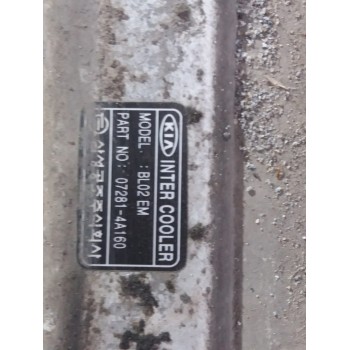 KIA INTER COOLER
MODEL : BL02 EM
PART NO : 07281-4A160